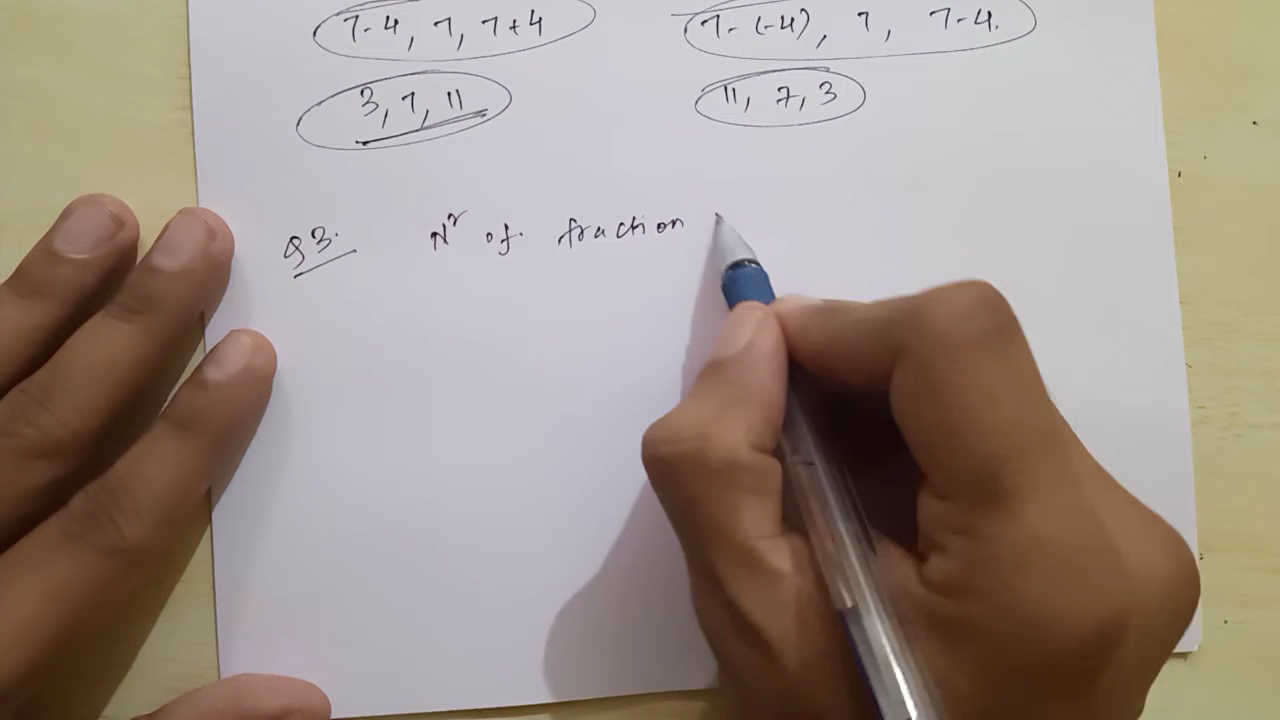 7-4, 7, 7+4
7-(-4), 7, 7-4.
3, 7, 11
11, 7, 3
Q3. Nʳ of fraction